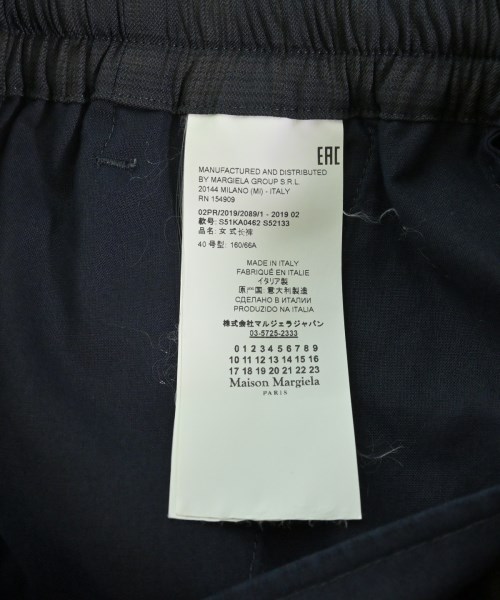 EAC
MANUFACTURED AND DISTRIBUTED
BY MARGIELA GROUP S.R.L.
20144 MILANO (MI) - ITALY
RN 154909
02PR/2019/2089/1 - 2019 02
款号: S51KA0462 S52133
品名: 女 式 长裤
40 号型: 160/66A
MADE IN ITALY
FABRIQUÉ EN ITALIE
イタリア製
原产国: 意大利製造
СДЕЛАНО В ИТАЛИИ
PRODUZIDO NA ITALIA
株式会社マルジェラジャパン
03-5725-2333
0 1 2 3 4 5 6 7 8 9
10 11 12 13 14 15 16
17 18 19 20 21 22 23
Maison Margiela
PARIS